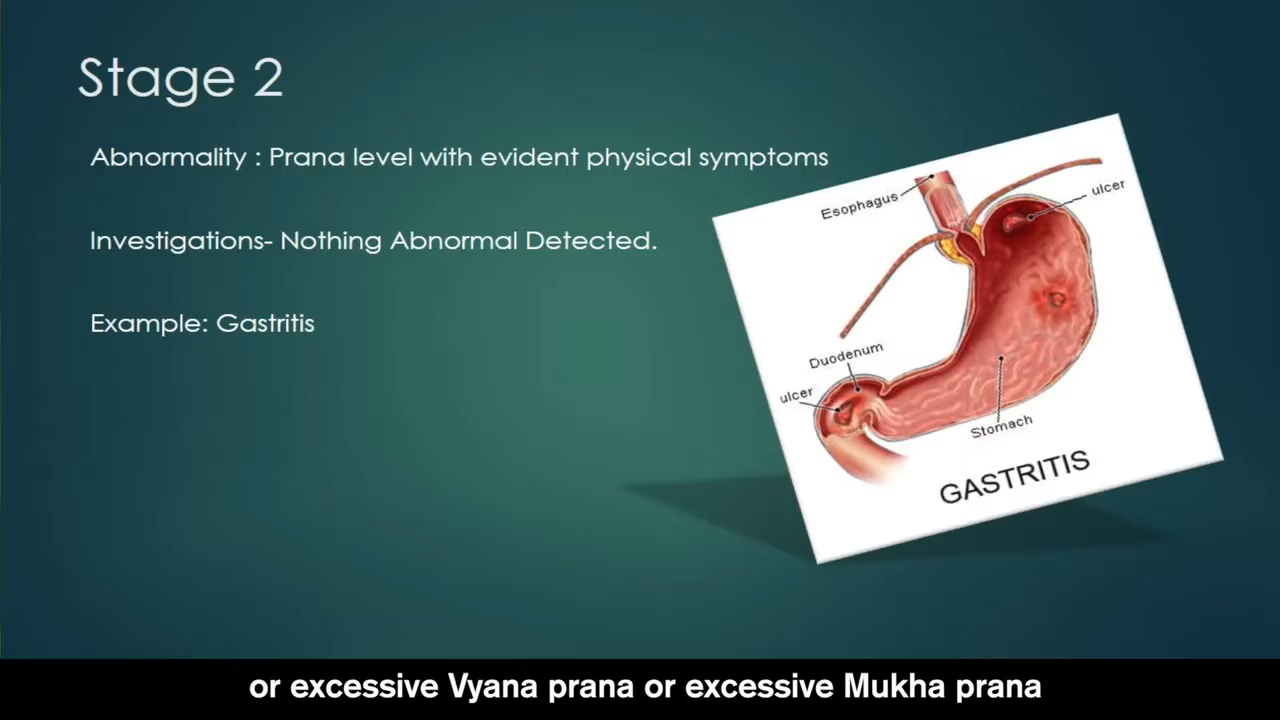 Stage 2
Abnormality : Prana level with evident physical symptoms
Investigations- Nothing Abnormal Detected.
Example: Gastritis
Esophagus
ulcer
Duodenum
ulcer
Stomach
GASTRITIS
or excessive Vyana prana or excessive Mukha prana